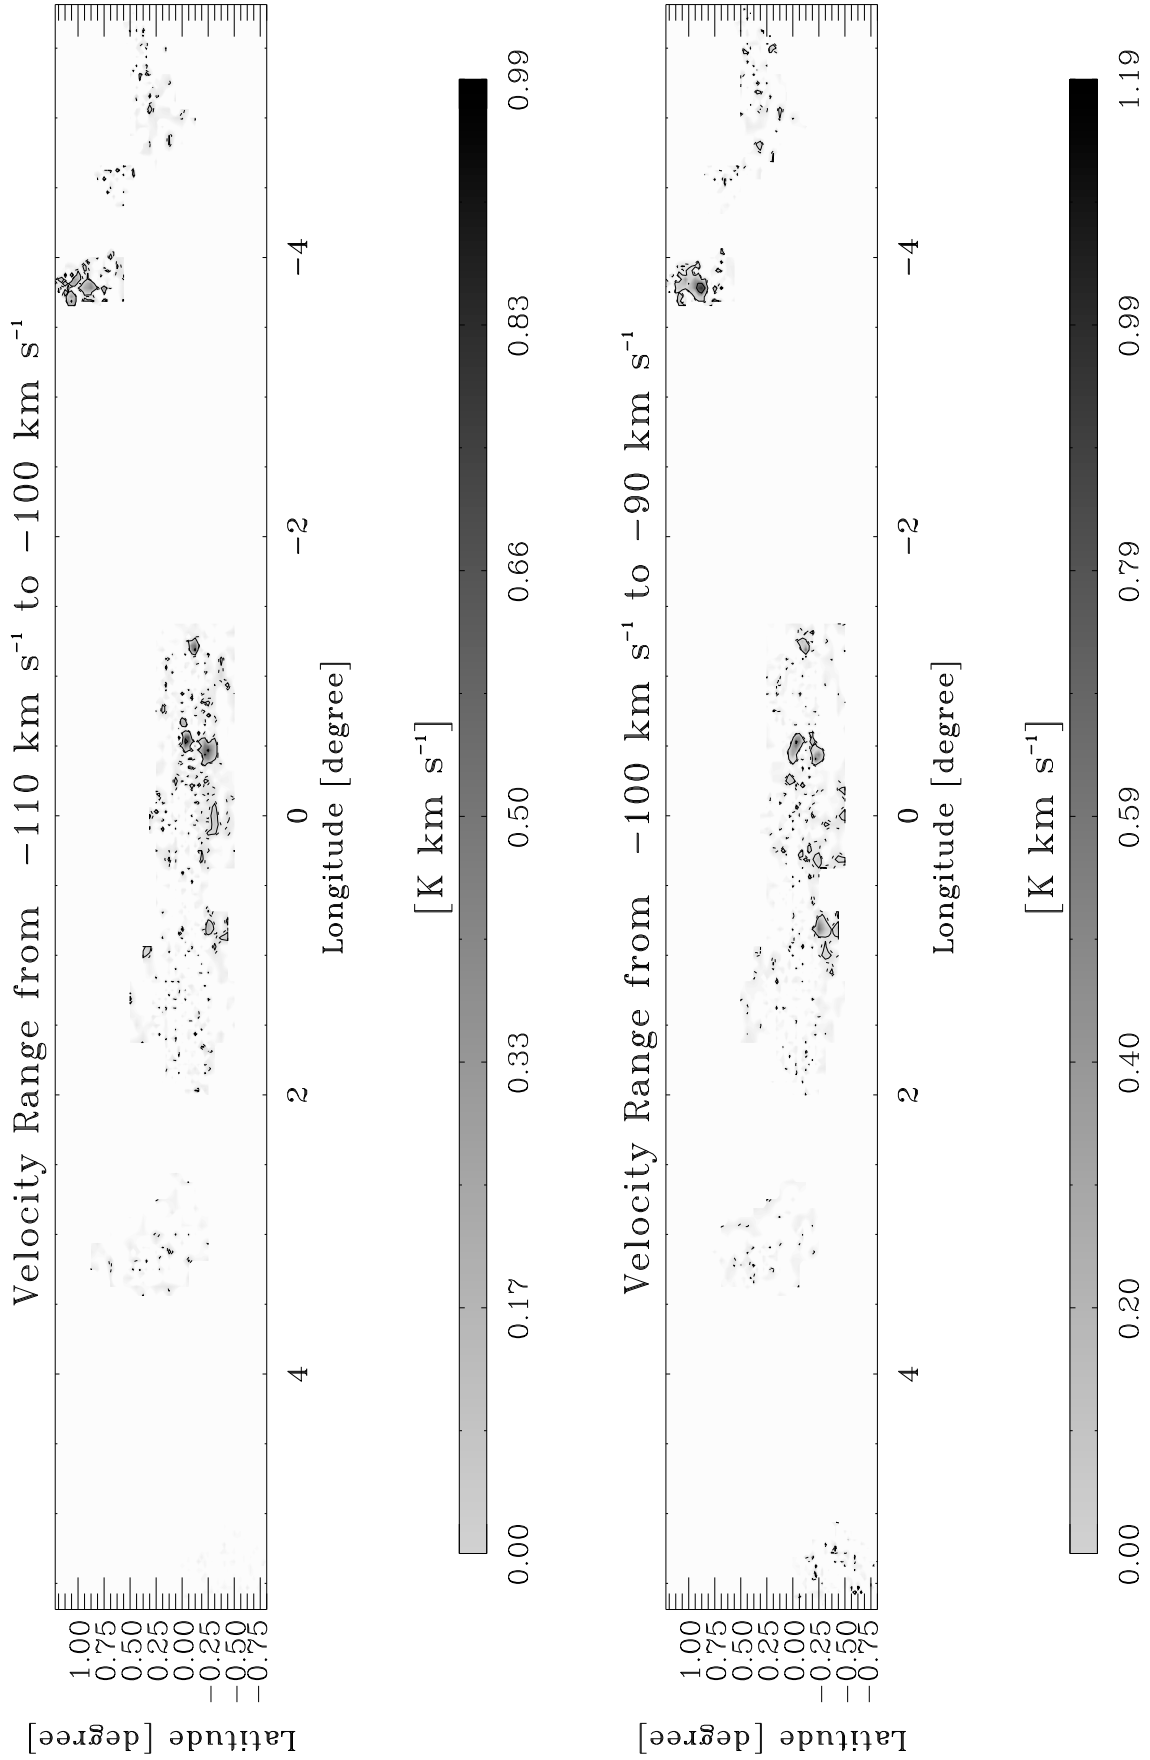 Velocity Range from −110 km s⁻¹ to −100 km s⁻¹
1.00
0.75
0.50
0.25
0.00
−0.25
−0.50
−0.75
Latitude [degree]
4 2 0 −2 −4
Longitude [degree]
[K km s⁻¹]
0.00 0.17 0.33 0.50 0.66 0.83 0.99
Velocity Range from −100 km s⁻¹ to −90 km s⁻¹
1.00
0.75
0.50
0.25
0.00
−0.25
−0.50
−0.75
Latitude [degree]
4 2 0 −2 −4
Longitude [degree]
[K km s⁻¹]
0.00 0.20 0.40 0.59 0.79 0.99 1.19